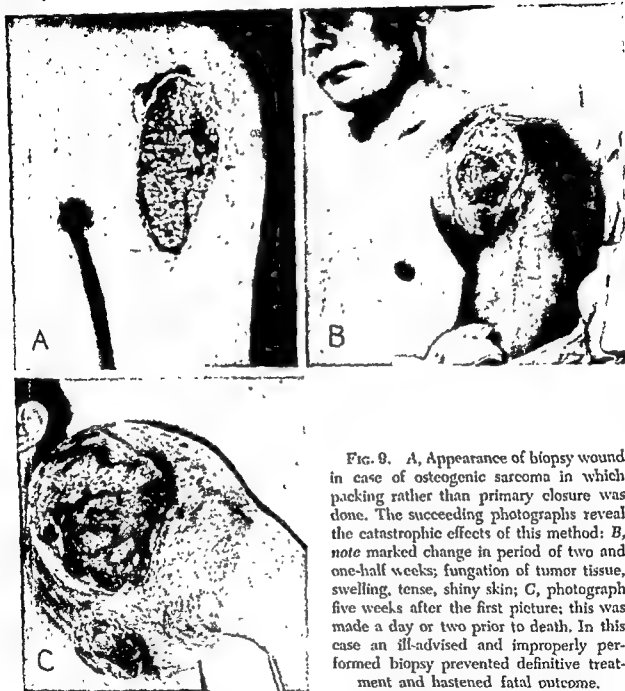 A
B
C
FIG. 9. A, Appearance of biopsy wound
in case of osteogenic sarcoma in which
packing rather than primary closure was
done. The succeeding photographs reveal
the catastrophic effects of this method: B,
note marked change in period of two and
one-half weeks; fungation of tumor tissue,
swelling, tense, shiny skin; C, photograph
five weeks after the first picture; this was
made a day or two prior to death. In this
case an ill-advised and improperly per-
formed biopsy prevented definitive treat-
ment and hastened fatal outcome.